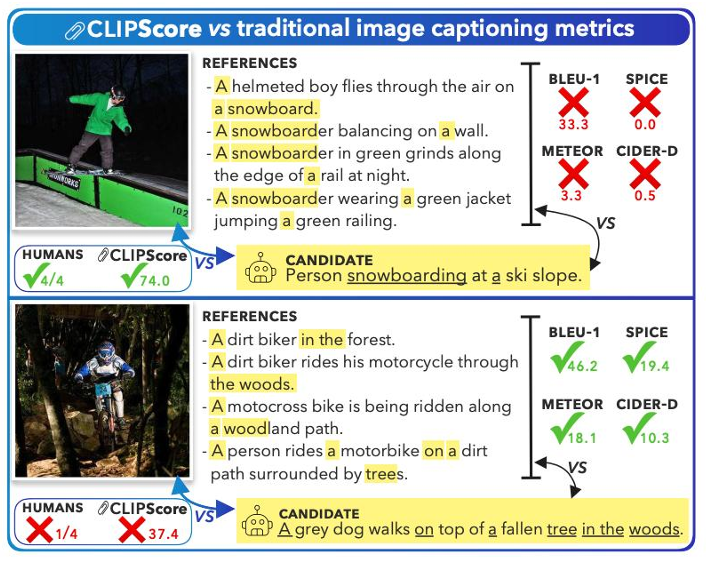 CLIPScore vs traditional image captioning metrics
REFERENCES
- A helmeted boy flies through the air on
a snowboard.
- A snowboarder balancing on a wall.
- A snowboarder in green grinds along
the edge of a rail at night.
- A snowboarder wearing a green jacket
jumping a green railing.
BLEU-1 SPICE
33.3 0.0
METEOR CIDER-D
3.3 0.5
VS
102
HUMANS CLIPScore
4/4 74.0
VS
CANDIDATE
Person snowboarding at a ski slope.
REFERENCES
- A dirt biker in the forest.
- A dirt biker rides his motorcycle through
the woods.
- A motocross bike is being ridden along
a woodland path.
- A person rides a motorbike on a dirt
path surrounded by trees.
BLEU-1 SPICE
46.2 19.4
METEOR CIDER-D
18.1 10.3
VS
HUMANS CLIPScore
1/4 37.4
VS
CANDIDATE
A grey dog walks on top of a fallen tree in the woods.